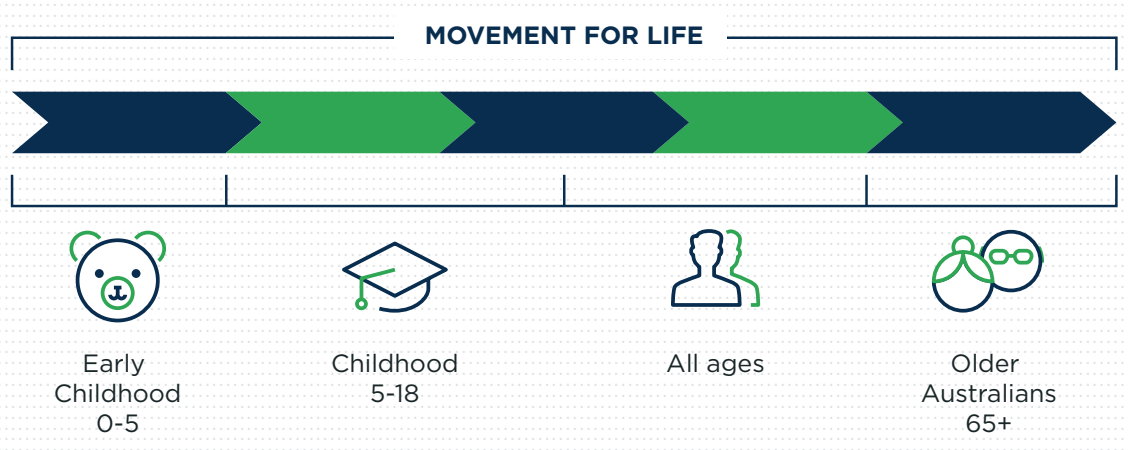 MOVEMENT FOR LIFE
Early
Childhood
0-5
Childhood
5-18
All ages
Older
Australians
65+